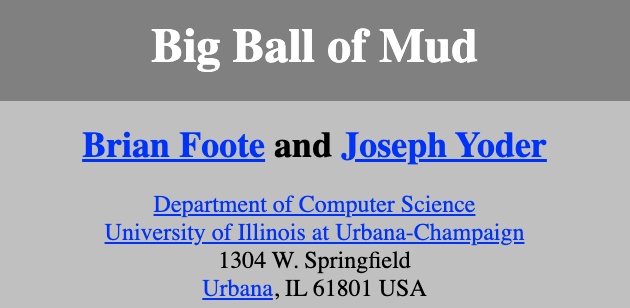 Big Ball of Mud
Brian Foote and Joseph Yoder
Department of Computer Science
University of Illinois at Urbana-Champaign
1304 W. Springfield
Urbana, IL 61801 USA